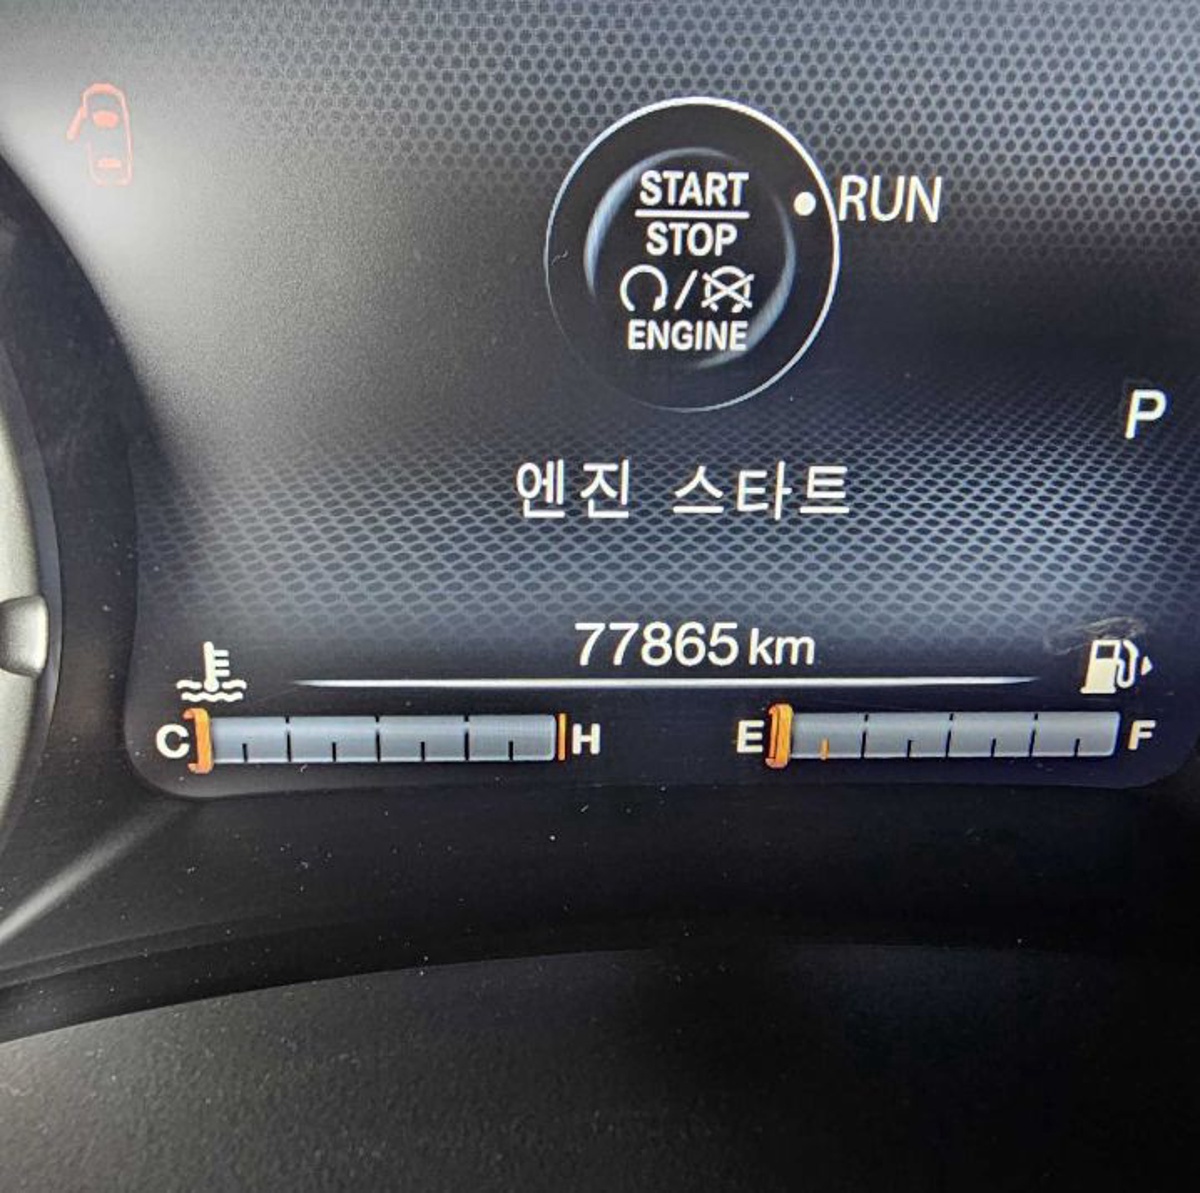 START
STOP
ENGINE
RUN
P
엔진 스타트
77865 km
C H E F